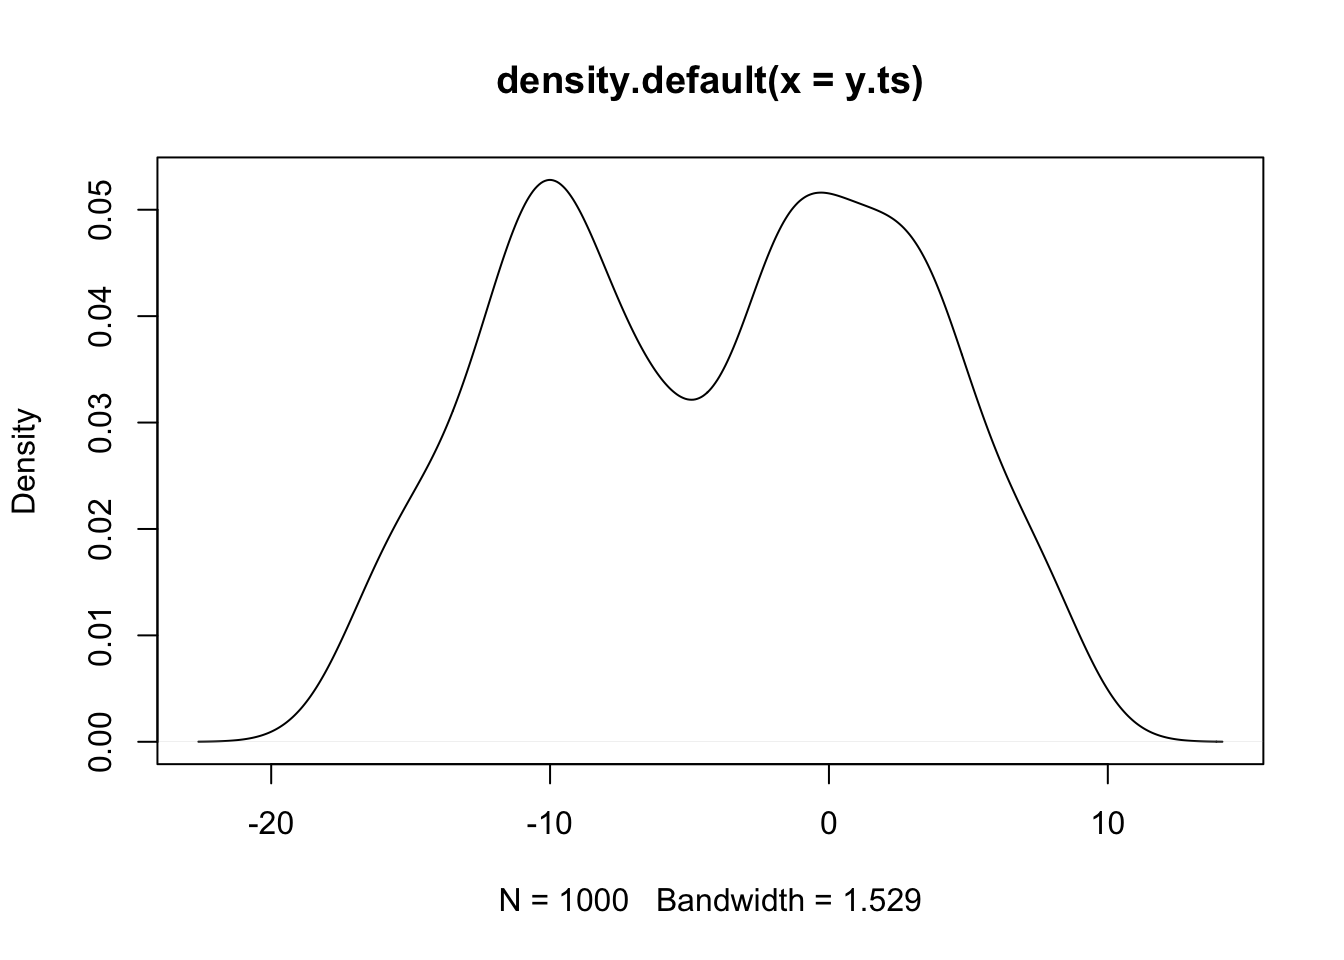 density.default(x = y.ts)
Density
0.05
0.04
0.03
0.02
0.01
0.00
-20 -10 0 10
N = 1000 Bandwidth = 1.529